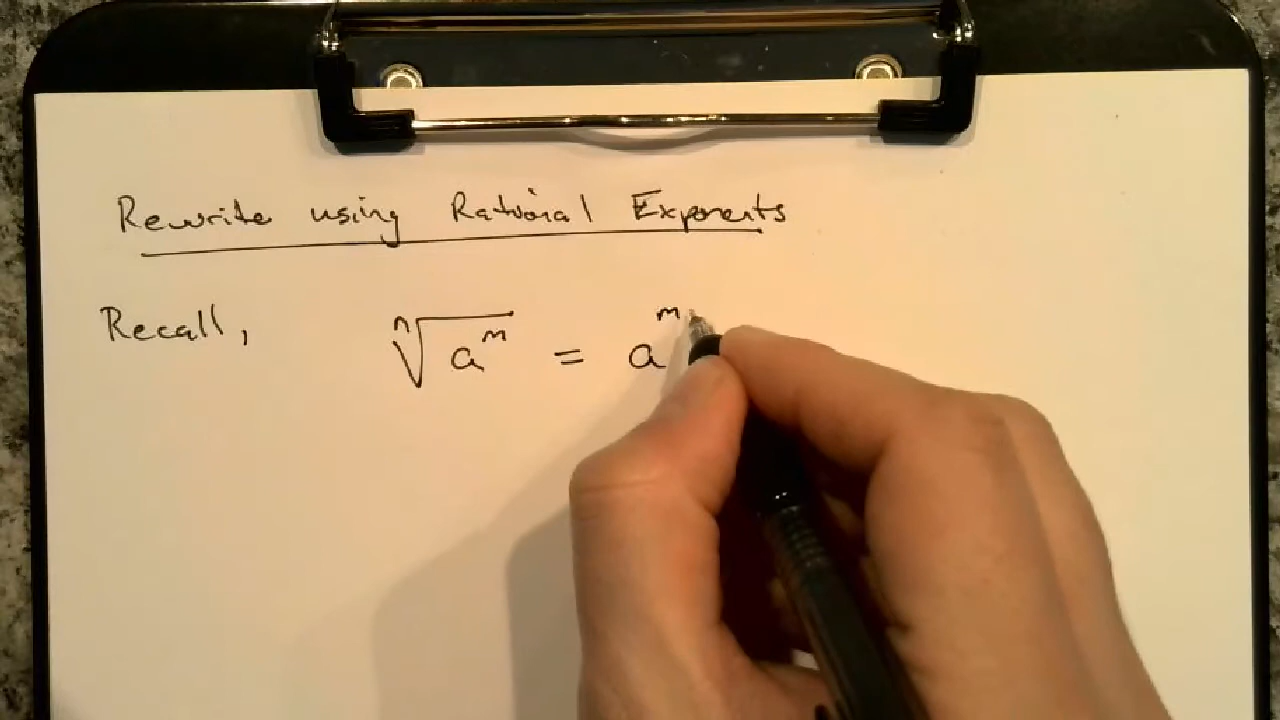 Rewrite using Rational Exponents
Recall, ⁿ√(aᵐ) = aᵐ